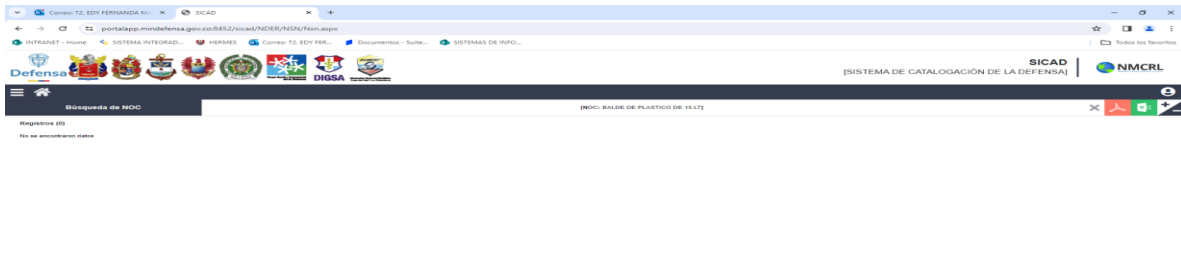 Correo: T2. EDY FERNANDA
SICAD
portalapp.mindefensa.gov.co:8452/sicad/NDER/NSN/Nsn.aspx
INTRANET - Home
SISTEMA INTEGRAD...
HERMES
Correo: T2. EDY FER...
Documentos - Suite...
SISTEMAS DE INFO...
Todos los favoritos
Defensa
DIGSA
SICAD
[SISTEMA DE CATALOGACIÓN DE LA DEFENSA]
NMCRL
Búsqueda de NOC
[NOC: BALDE DE PLASTICO DE 15 LT]
Registros (0)
No se encontraron datos